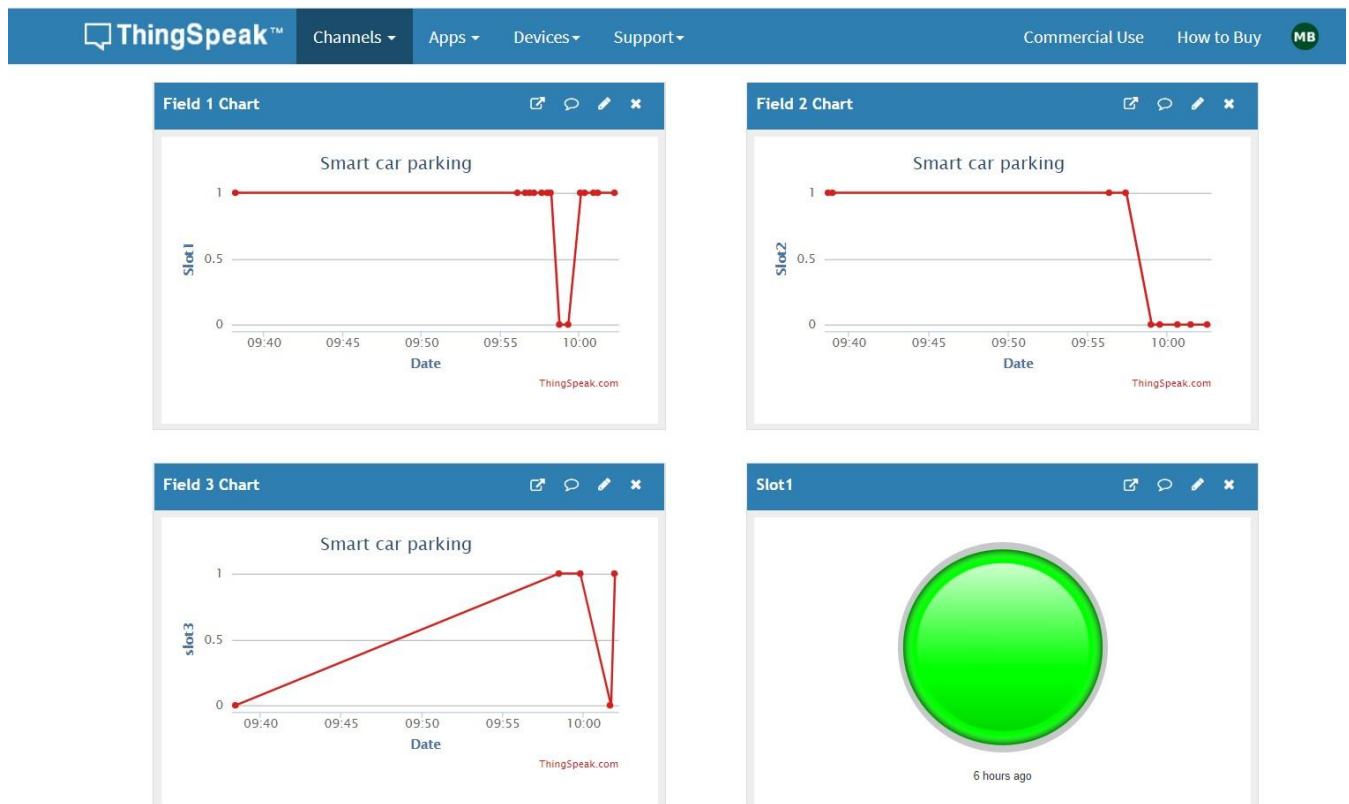 ThingSpeak™ Channels Apps Devices Support Commercial Use How to Buy MB
Field 1 Chart
Smart car parking
1
0.5
0
Slot1
09:40 09:45 09:50 09:55 10:00
Date
ThingSpeak.com
Field 2 Chart
Smart car parking
1
0.5
0
Slot2
09:40 09:45 09:50 09:55 10:00
Date
ThingSpeak.com
Field 3 Chart
Smart car parking
1
0.5
0
slot3
09:40 09:45 09:50 09:55 10:00
Date
ThingSpeak.com
Slot1
6 hours ago